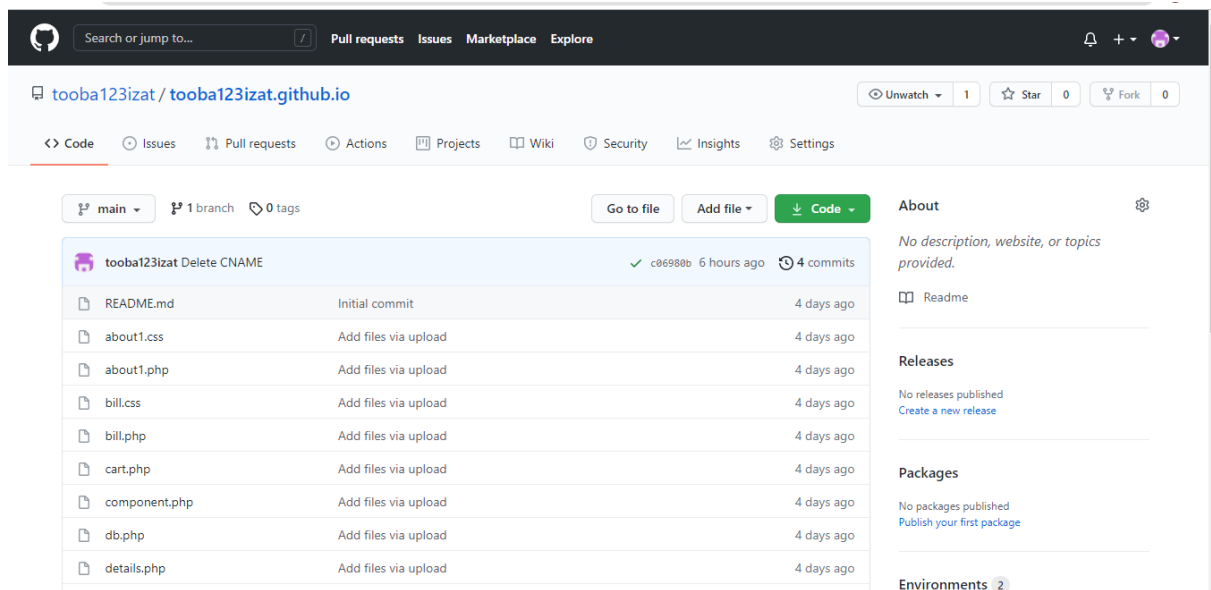 Search or jump to... / Pull requests Issues Marketplace Explore
tooba123izat / tooba123izat.github.io
Unwatch 1 Star 0 Fork 0
Code Issues Pull requests Actions Projects Wiki Security Insights Settings
main 1 branch 0 tags Go to file Add file Code
tooba123izat Delete CNAME c06980b 6 hours ago 4 commits
README.md Initial commit 4 days ago
about1.css Add files via upload 4 days ago
about1.php Add files via upload 4 days ago
bill.css Add files via upload 4 days ago
bill.php Add files via upload 4 days ago
cart.php Add files via upload 4 days ago
component.php Add files via upload 4 days ago
db.php Add files via upload 4 days ago
details.php Add files via upload 4 days ago
About
No description, website, or topics
provided.
Readme
Releases
No releases published
Create a new release
Packages
No packages published
Publish your first package
Environments 2